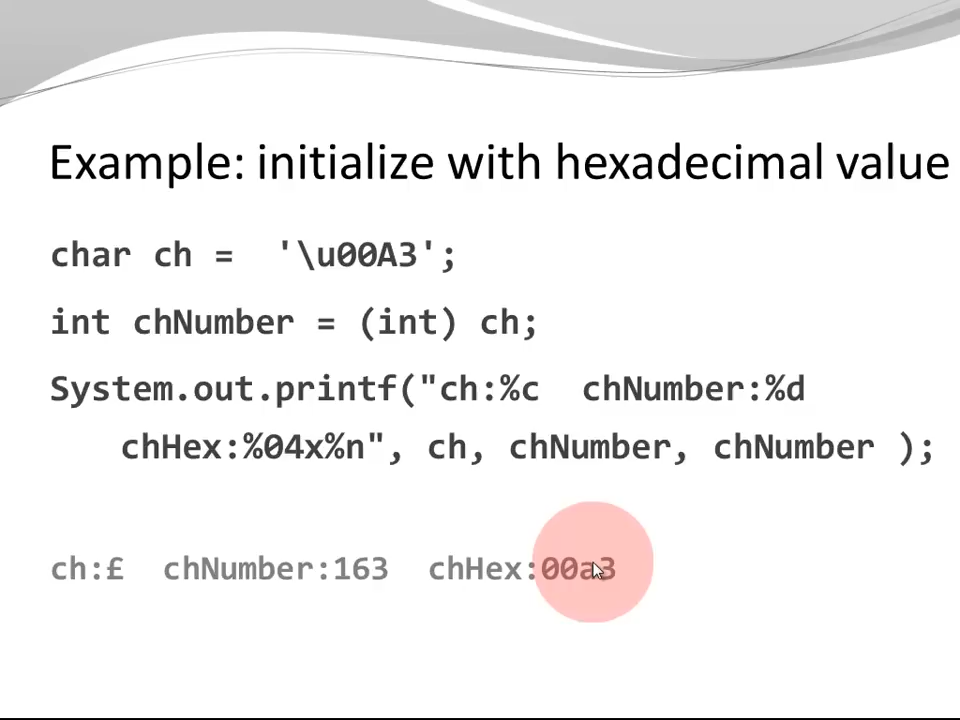 Example: initialize with hexadecimal value
char ch =  '\u00A3';
int chNumber = (int) ch;
System.out.printf("ch:%c  chNumber:%d
chHex:%04x%n", ch, chNumber, chNumber );
ch:£  chNumber:163  chHex:00a3